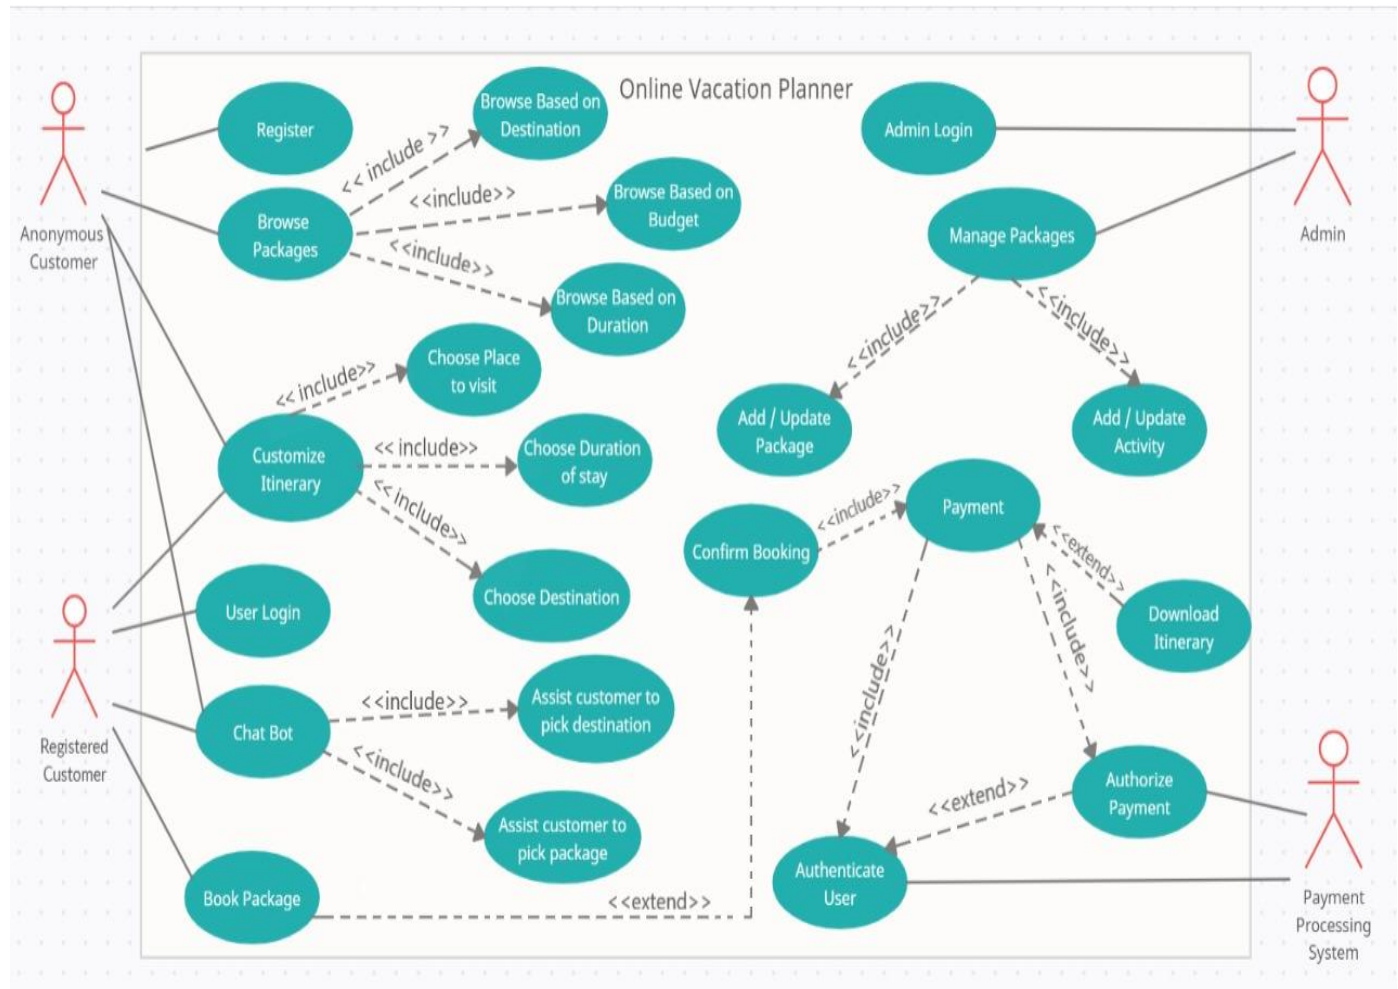 Online Vacation Planner
Anonymous
Customer
Register
Browse
Packages
<< include >>
Browse Based on
Destination
<<include>>
Browse Based on
Budget
<<include>>
Browse Based on
Duration
Admin Login
Admin
Manage Packages
<<include>>
<<include>>
Add / Update
Package
Add / Update
Activity
<< include>>
Choose Place
to visit
Customize
Itinerary
<< include>>
Choose Duration
of stay
<< include>>
Choose Destination
Registered
Customer
User Login
Chat Bot
<<include>>
Assist customer to
pick destination
<<include>>
Assist customer to
pick package
Book Package
<<extend>>
Confirm Booking
<<include>>
Payment
<<extend>>
Download
Itinerary
<<include>>
<<include>>
Authorize
Payment
<<extend>>
Authenticate
User
Payment
Processing
System